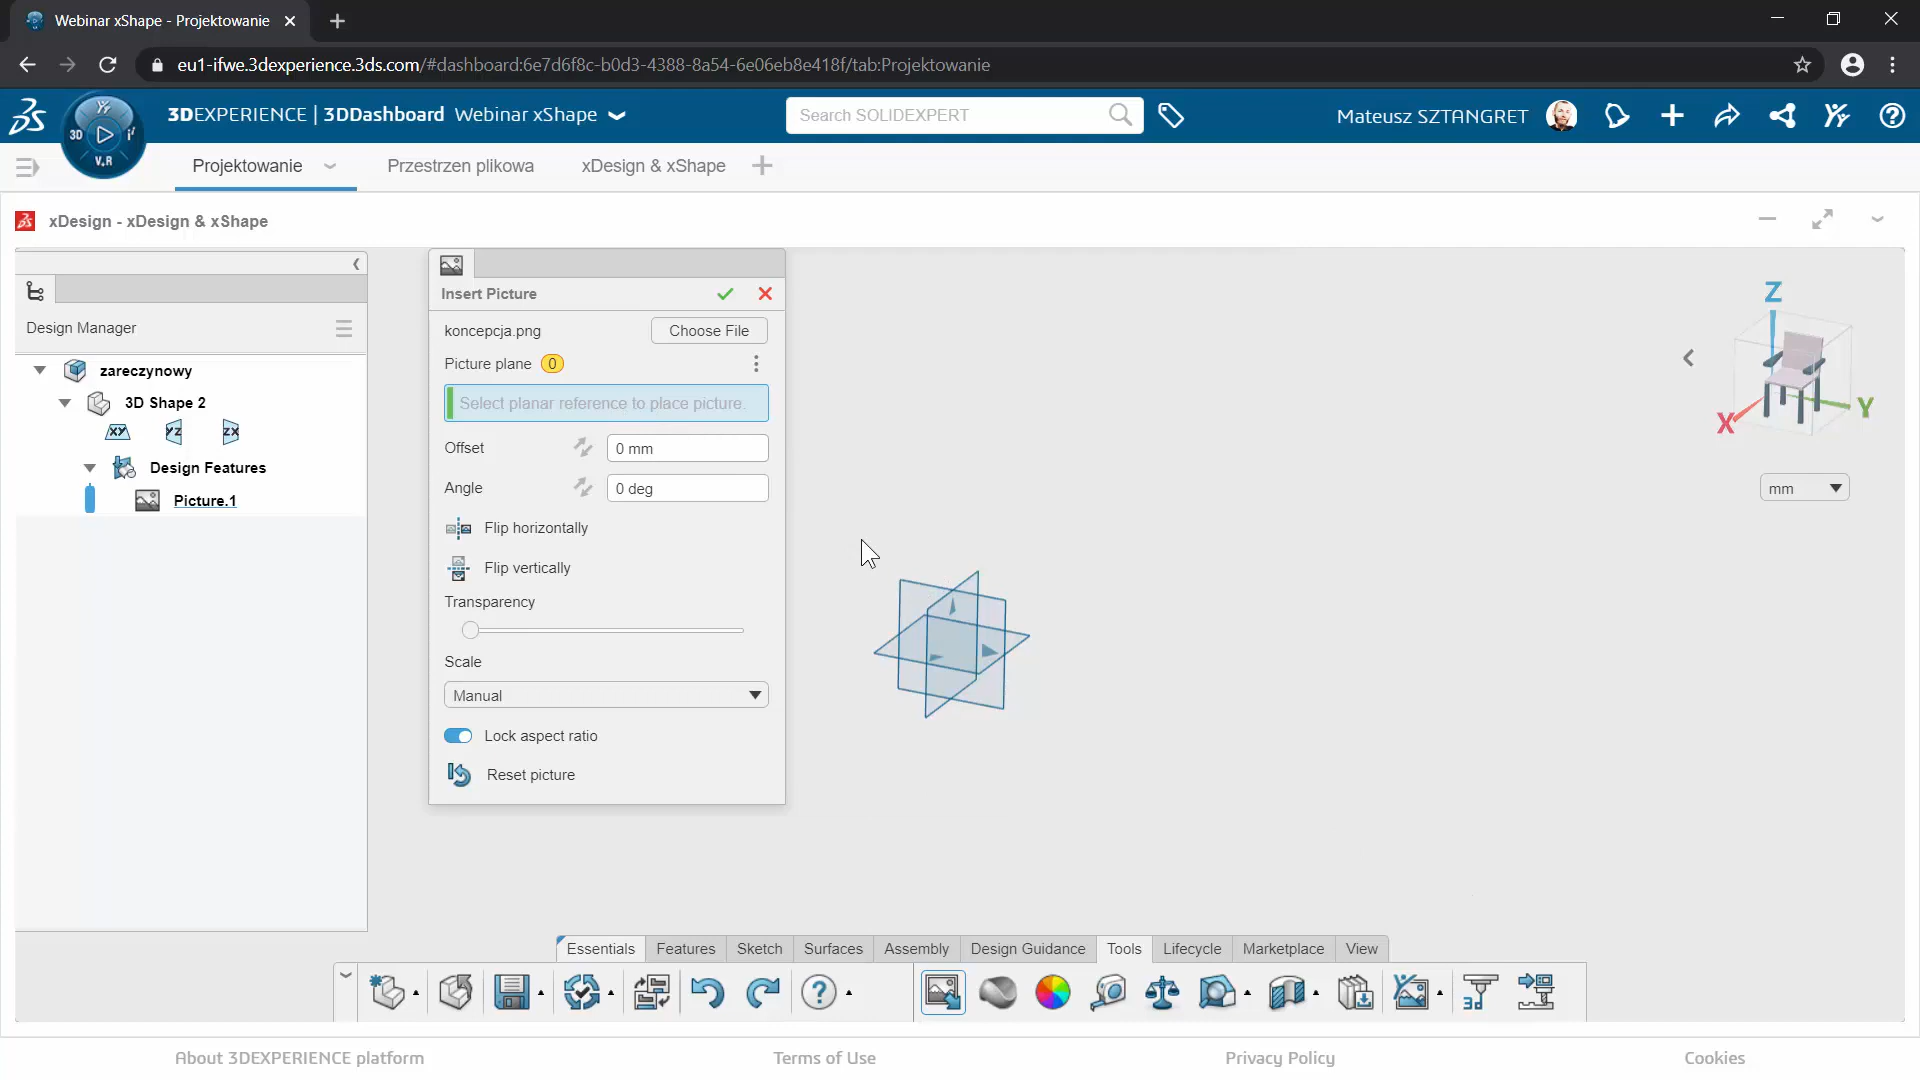 Webinar xShape - Projektowanie
eu1-ifwe.3dexperience.3ds.com/#dashboard:6e7d6f8c-b0d3-4388-8a54-6e06eb8e418f/tab:Projektowanie
3DEXPERIENCE | 3DDashboard Webinar xShape
Search SOLIDEXPERT
Mateusz SZTANGRET
3D
V.R
Projektowanie
Przestrzen plikowa
xDesign & xShape
xDesign - xDesign & xShape
Design Manager
zareczynowy
3D Shape 2
XY
YZ
ZX
Design Features
Picture.1
Insert Picture
koncepcja.png
Choose File
Picture plane 0
Select planar reference to place picture.
Offset
0 mm
Angle
0 deg
Flip horizontally
Flip vertically
Transparency
Scale
Manual
Lock aspect ratio
Reset picture
Z
X
Y
mm
Essentials
Features
Sketch
Surfaces
Assembly
Design Guidance
Tools
Lifecycle
Marketplace
View
3d
About 3DEXPERIENCE platform
Terms of Use
Privacy Policy
Cookies